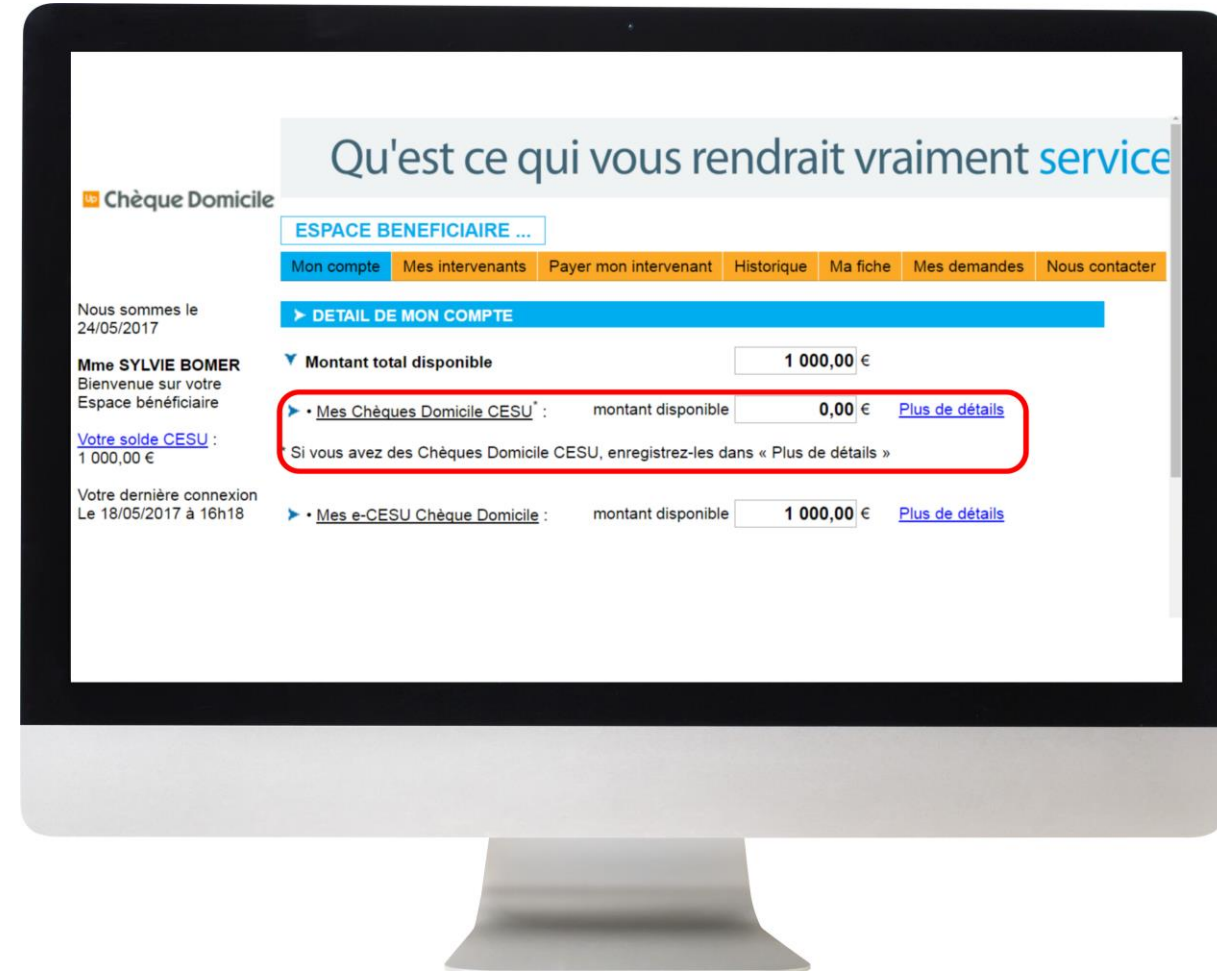 Qu'est ce qui vous rendrait vraiment service
Up Chèque Domicile
ESPACE BENEFICIAIRE ...
Mon compte Mes intervenants Payer mon intervenant Historique Ma fiche Mes demandes Nous contacter
Nous sommes le
24/05/2017
Mme SYLVIE BOMER
Bienvenue sur votre
Espace bénéficiaire
Votre solde CESU :
1 000,00 €
Votre dernière connexion
Le 18/05/2017 à 16h18
➤ DETAIL DE MON COMPTE
Montant total disponible 1 000,00 €
➤ • Mes Chèques Domicile CESU* : montant disponible 0,00 € Plus de détails
* Si vous avez des Chèques Domicile CESU, enregistrez-les dans « Plus de détails »
➤ • Mes e-CESU Chèque Domicile : montant disponible 1 000,00 € Plus de détails